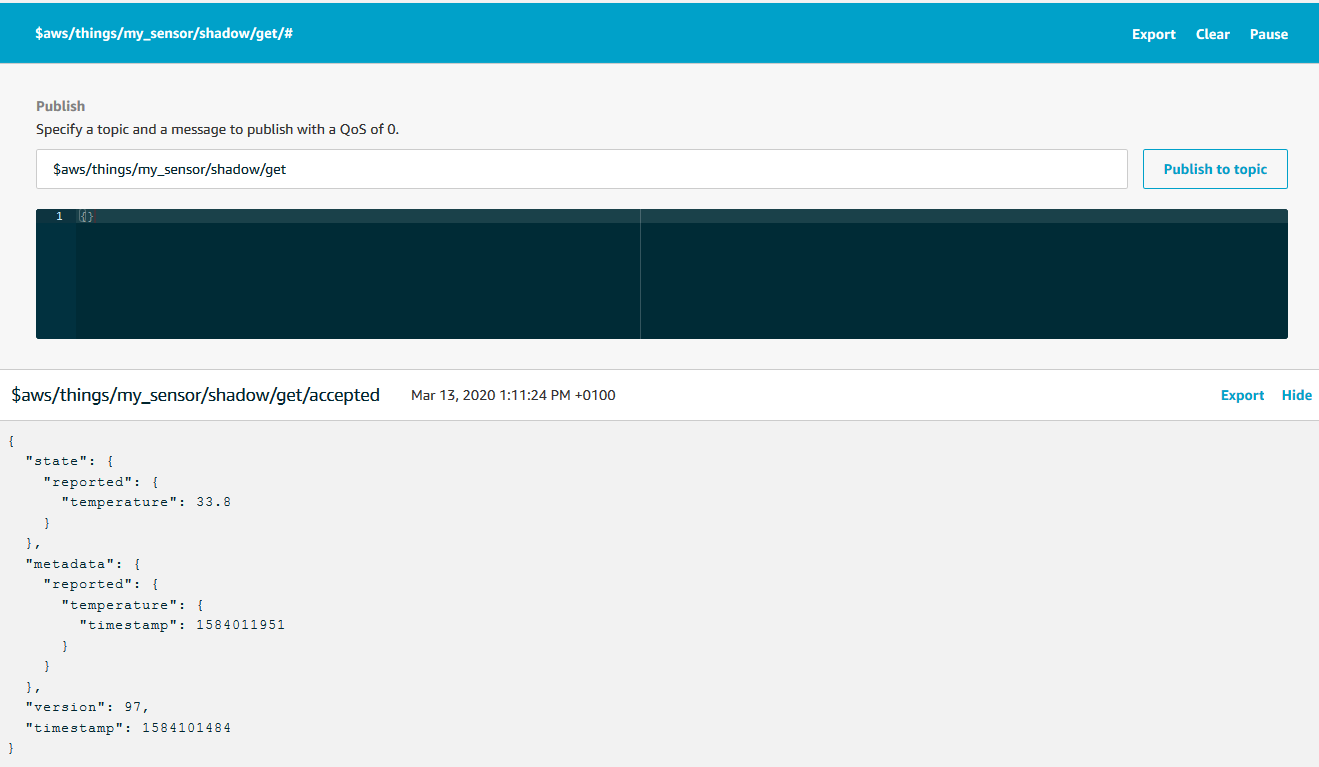 $aws/things/my_sensor/shadow/get/# Export Clear Pause
Publish
Specify a topic and a message to publish with a QoS of 0.
$aws/things/my_sensor/shadow/get Publish to topic
1 {}
$aws/things/my_sensor/shadow/get/accepted Mar 13, 2020 1:11:24 PM +0100 Export Hide
{
  "state": {
    "reported": {
      "temperature": 33.8
    }
  },
  "metadata": {
    "reported": {
      "temperature": {
        "timestamp": 1584011951
      }
    }
  },
  "version": 97,
  "timestamp": 1584101484
}